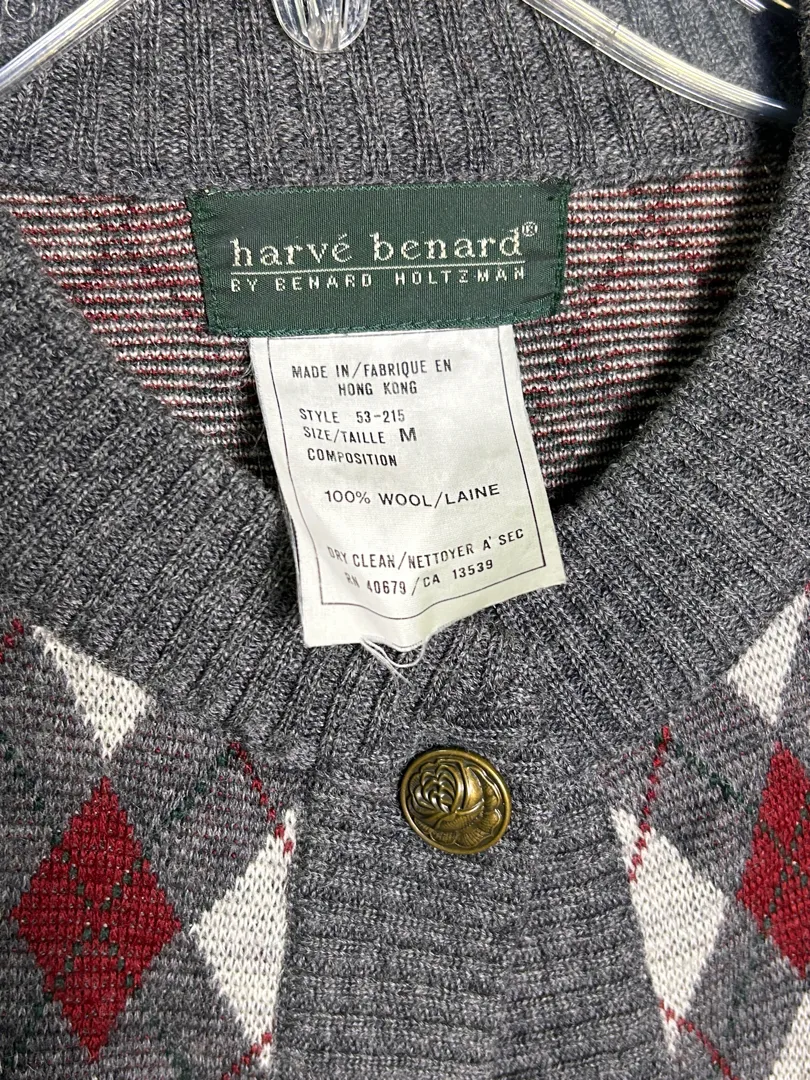 harvé benard®
BY BENARD HOLTZMAN
MADE IN/FABRIQUE EN
HONG KONG
STYLE 53-215
SIZE/TAILLE M
COMPOSITION
100% WOOL/LAINE
DRY CLEAN/NETTOYER A' SEC
RN 40679/CA 13539